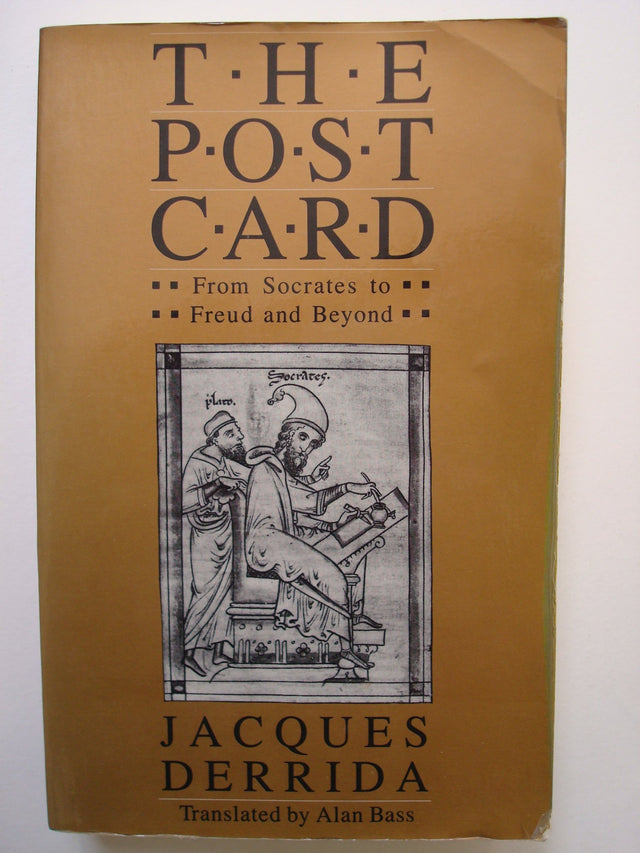 T·H·E
P·O·S·T
C·A·R·D
From Socrates to
Freud and Beyond
Socrates.
plato.
JACQUES
DERRIDA
Translated by Alan Bass